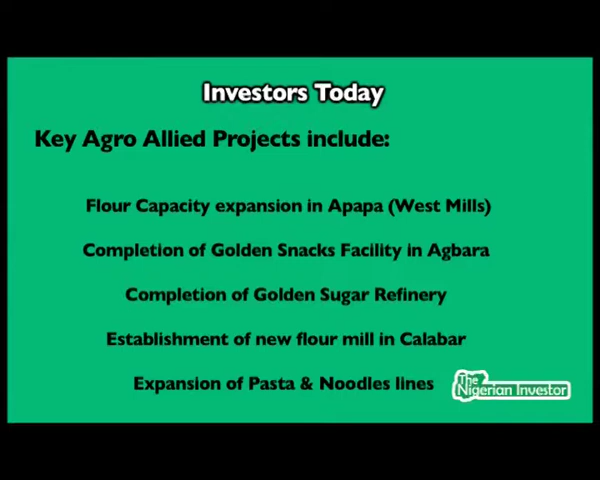 Investors Today
Key Agro Allied Projects include:
Flour Capacity expansion in Apapa (West Mills)
Completion of Golden Snacks Facility in Agbara
Completion of Golden Sugar Refinery
Establishment of new flour mill in Calabar
Expansion of Pasta & Noodles lines
The
Nigerian Investor